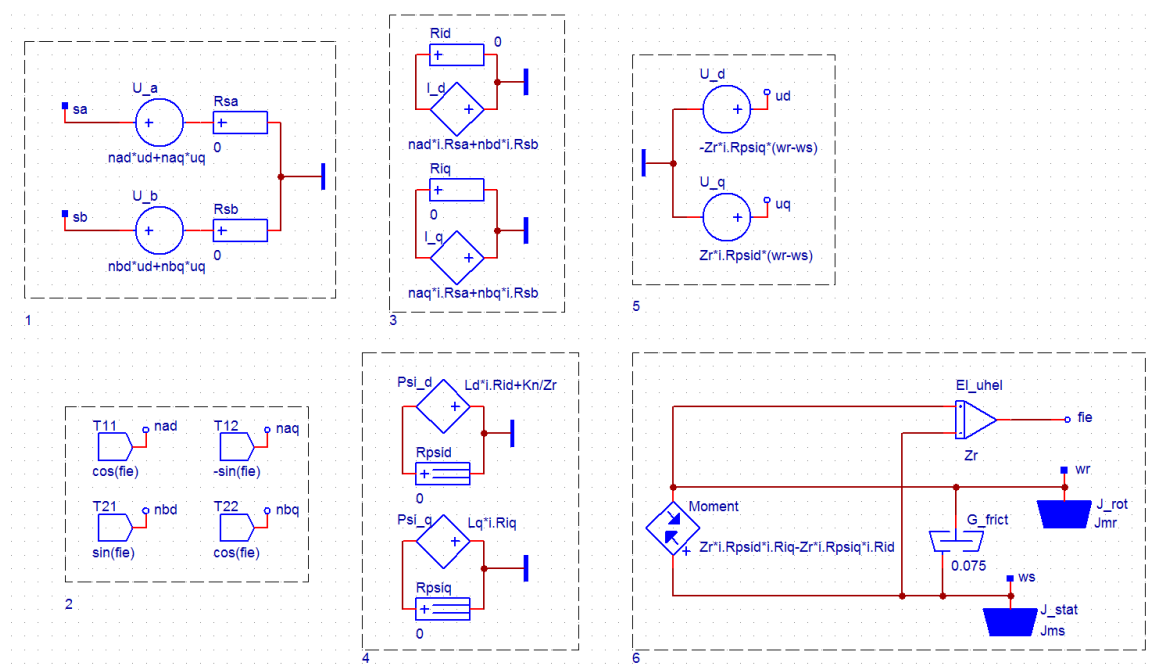 U_a
sa
Rsa
nad*ud+naq*uq
0
U_b
sb
Rsb
nbd*ud+nbq*uq
0
1
Rid
0
I_d
nad*i.Rsa+nbd*i.Rsb
Riq
0
I_q
naq*i.Rsa+nbq*i.Rsb
3
U_d
ud
-Zr*i.Rpsiq*(wr-ws)
U_q
uq
Zr*i.Rpsid*(wr-ws)
5
T11
nad
cos(fie)
T12
naq
-sin(fie)
T21
nbd
sin(fie)
T22
nbq
cos(fie)
2
Psi_d
Ld*i.Rid+Kn/Zr
Rpsid
0
Psi_q
Lq*i.Riq
Rpsiq
0
4
El_uhel
fie
Zr
wr
Moment
Zr*i.Rpsid*i.Riq-Zr*i.Rpsiq*i.Rid
G_frict
0.075
J_rot
Jmr
ws
J_stat
Jms
6